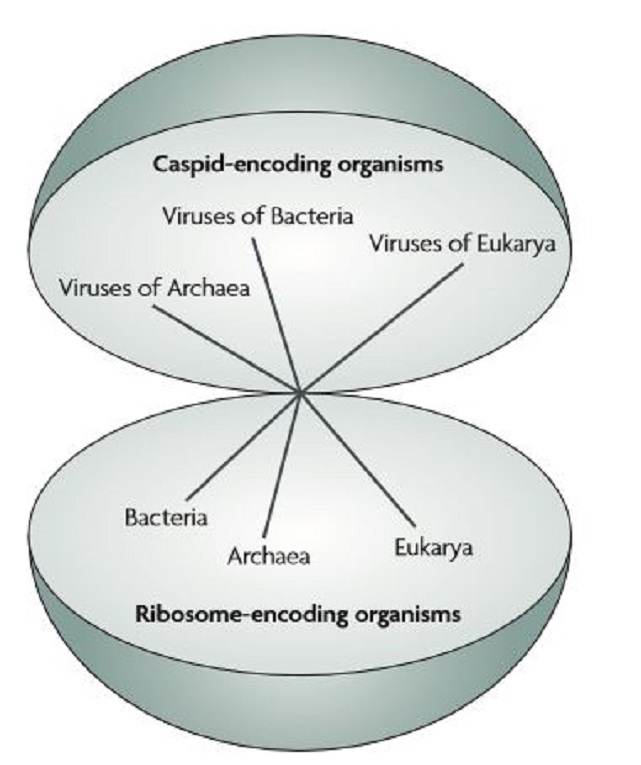 Caspid-encoding organisms
Viruses of Bacteria
Viruses of Eukarya
Viruses of Archaea
Bacteria
Archaea
Eukarya
Ribosome-encoding organisms